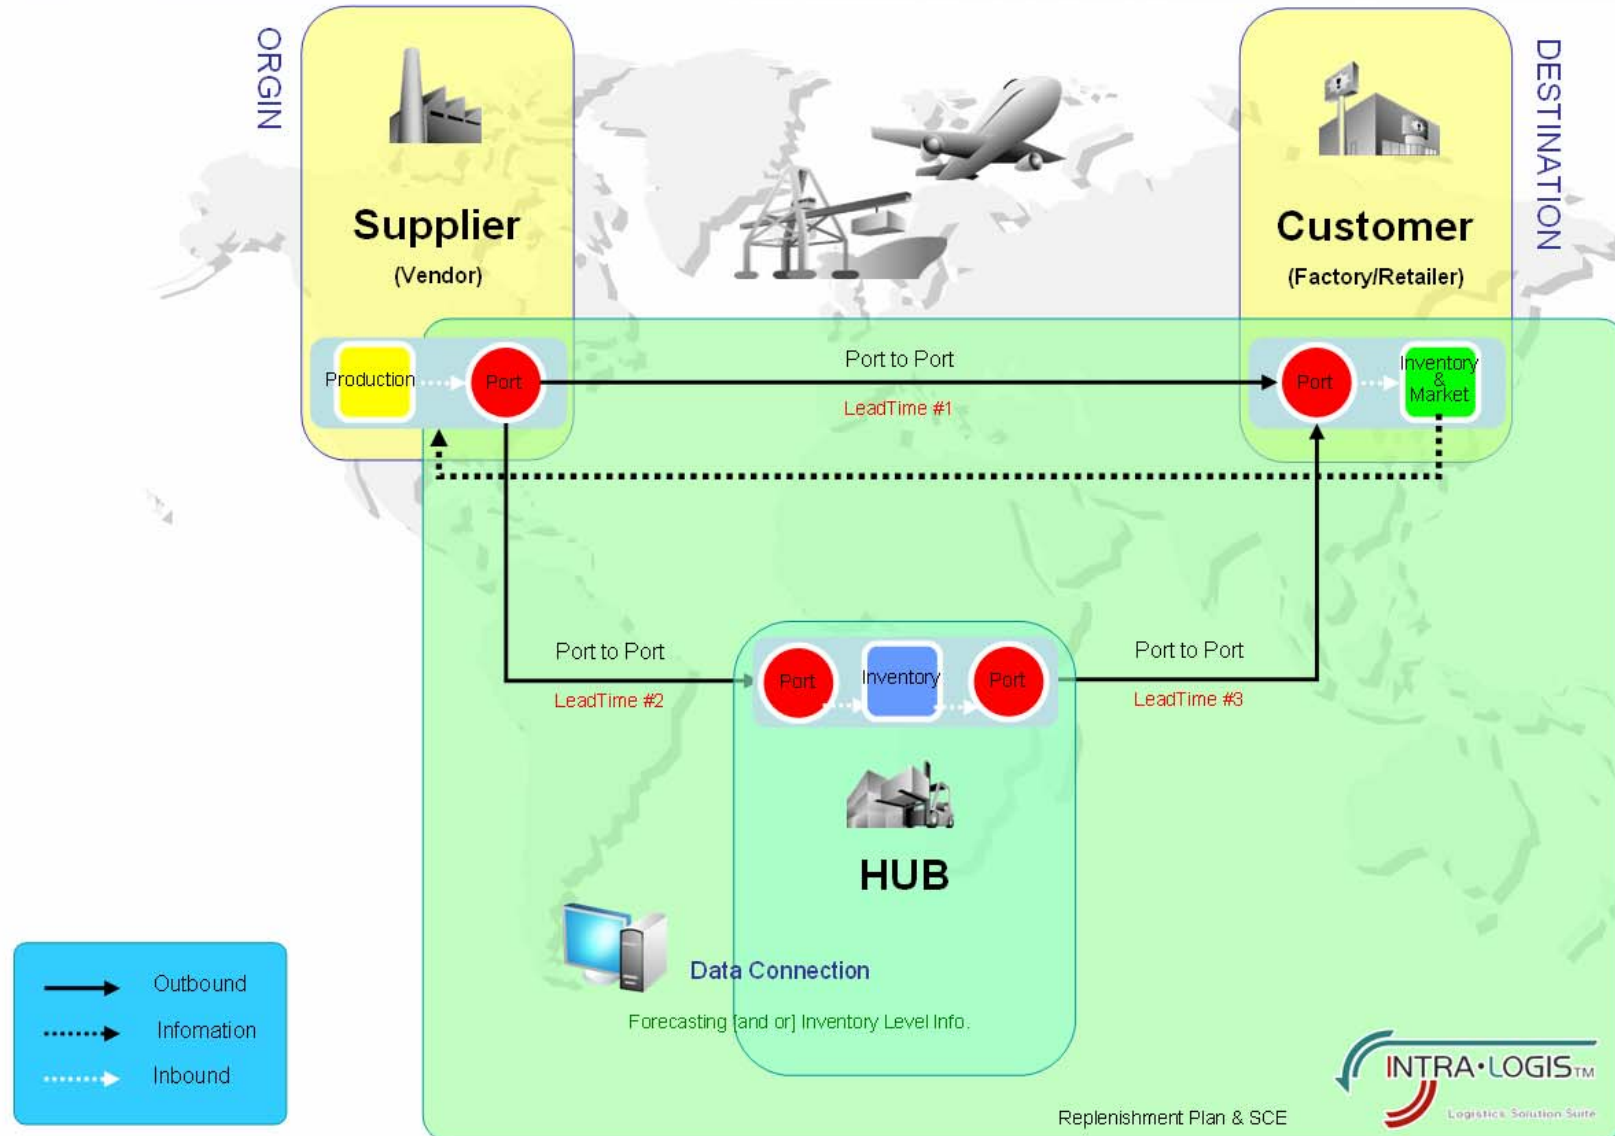 ORGIN
DESTINATION
Supplier
(Vendor)
Customer
(Factory/Retailer)
Production
Port
Port to Port
LeadTime #1
Port
Inventory
&
Market
Port to Port
LeadTime #2
Port
Inventory
Port
Port to Port
LeadTime #3
HUB
Data Connection
Forecasting [and or] Inventory Level Info.
Outbound
Infomation
Inbound
Replenishment Plan & SCE
INTRA·LOGIS TM
Logistics Solution Suite